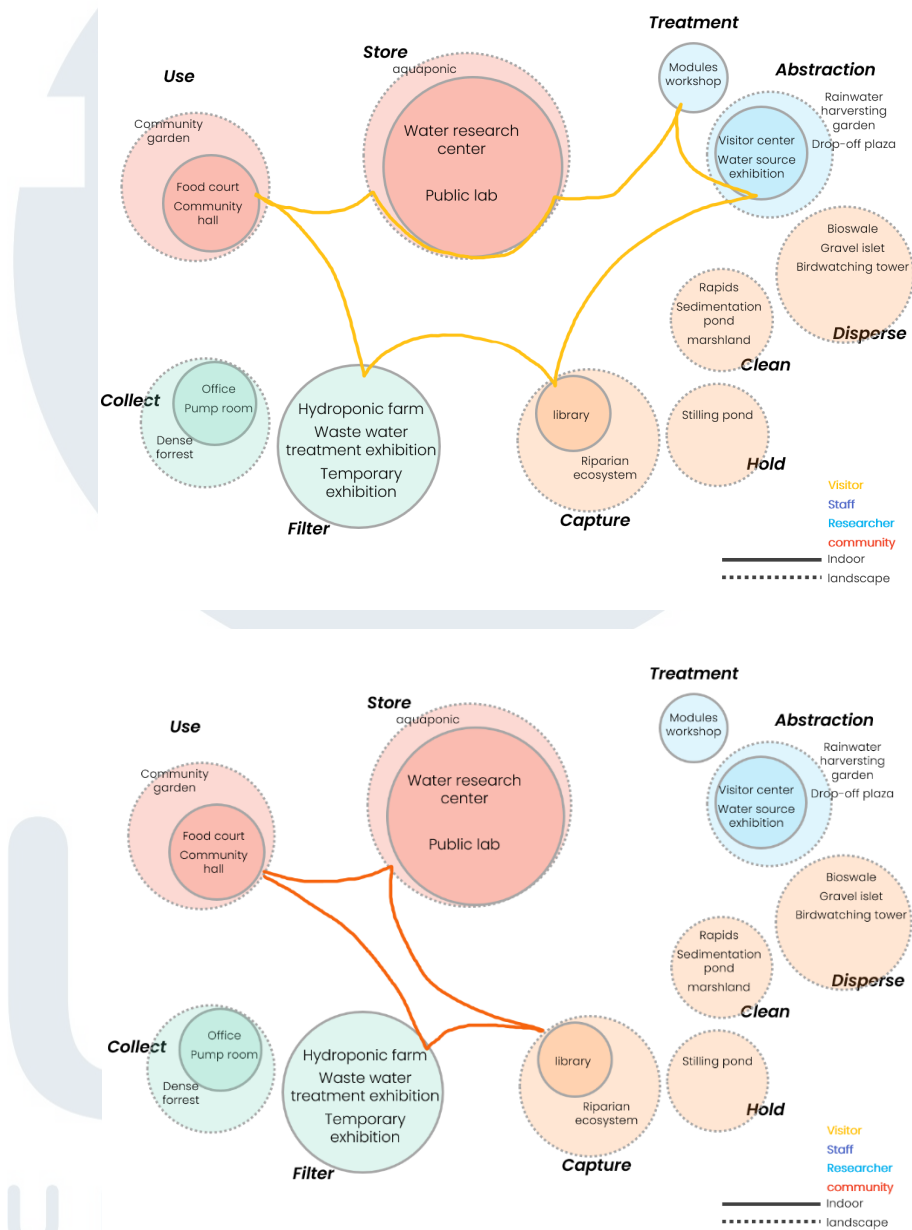 Treatment
Store
aquaponic
Use
Modules
workshop
Abstraction
Rainwater
harversting
garden
Drop-off plaza
Community
garden
Water research
center
Public lab
Visitor center
Water source
exhibition
Food court
Community
hall
Bioswale
Gravel islet
Birdwatching tower
Disperse
Rapids
Sedimentation
pond
marshland
Clean
Collect
Office
Pump room
Dense
forrest
Hydroponic farm
Waste water
treatment exhibition
Temporary
exhibition
Filter
library
Riparian
ecosystem
Capture
Stilling pond
Hold
Visitor
Staff
Researcher
community
Indoor
landscape
Treatment
Store
aquaponic
Use
Modules
workshop
Abstraction
Rainwater
harversting
garden
Drop-off plaza
Community
garden
Water research
center
Public lab
Visitor center
Water source
exhibition
Food court
Community
hall
Bioswale
Gravel islet
Birdwatching tower
Disperse
Rapids
Sedimentation
pond
marshland
Clean
Collect
Office
Pump room
Dense
forrest
Hydroponic farm
Waste water
treatment exhibition
Temporary
exhibition
Filter
library
Riparian
ecosystem
Capture
Stilling pond
Hold
Visitor
Staff
Researcher
community
Indoor
landscape